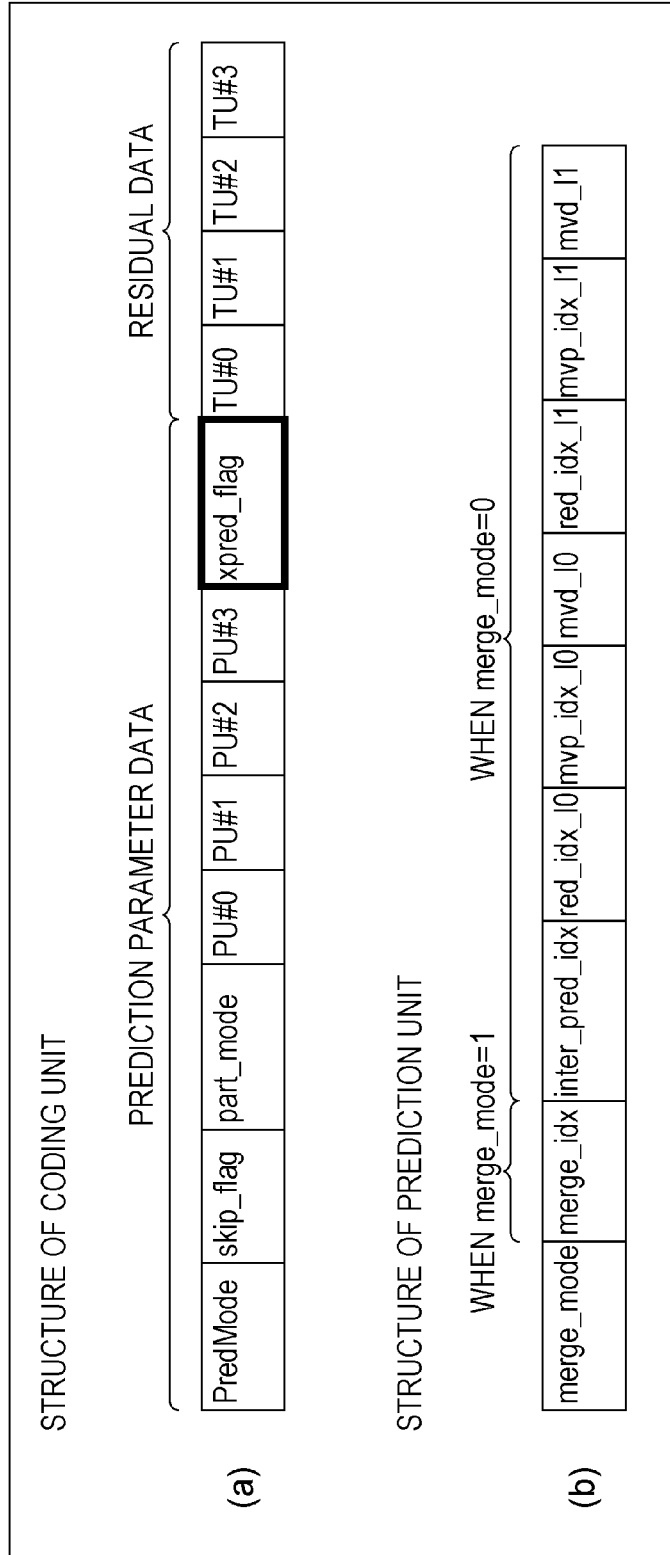 STRUCTURE OF CODING UNIT
PREDICTION PARAMETER DATA
RESIDUAL DATA
(a)
PredMode skip_flag part_mode PU#0 PU#1 PU#2 PU#3 xpred_flag TU#0 TU#1 TU#2 TU#3
STRUCTURE OF PREDICTION UNIT
WHEN merge_mode=1
WHEN merge_mode=0
(b)
merge_mode merge_idx inter_pred_idx red_idx_l0 mvp_idx_l0 mvd_l0 red_idx_l1 mvp_idx_l1 mvd_l1